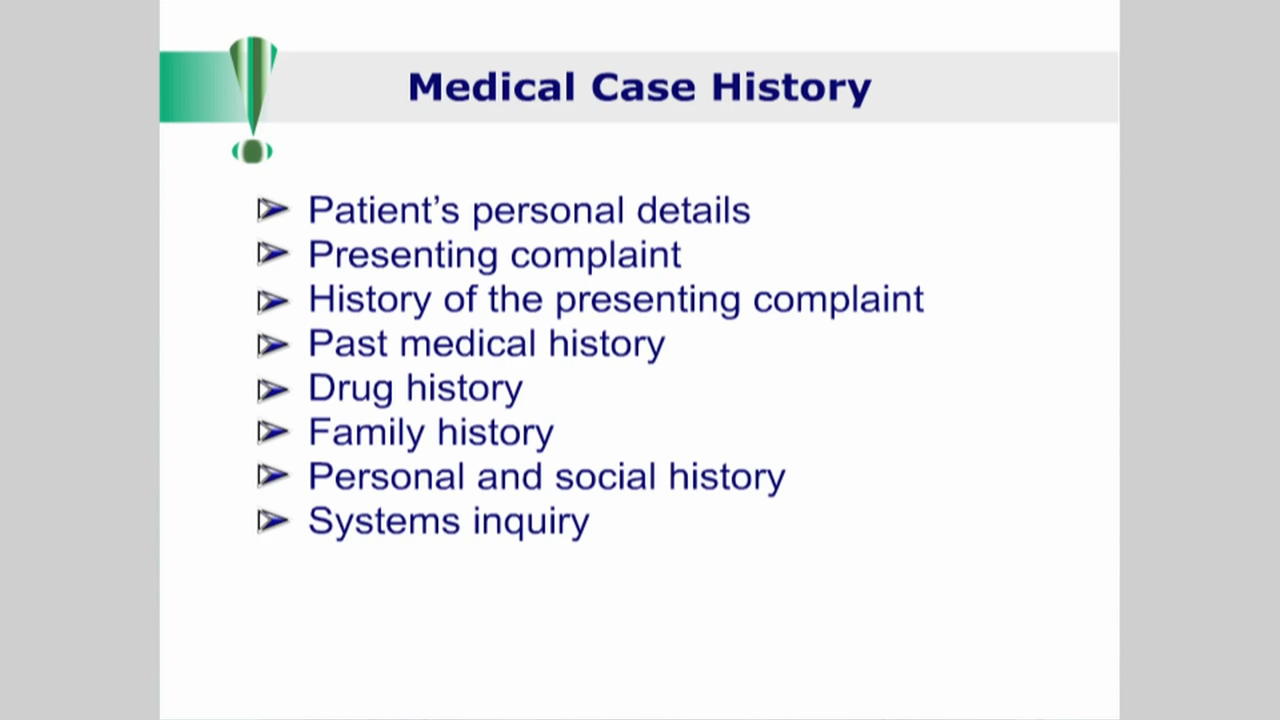 Medical Case History
Patient’s personal details
Presenting complaint
History of the presenting complaint
Past medical history
Drug history
Family history
Personal and social history
Systems inquiry